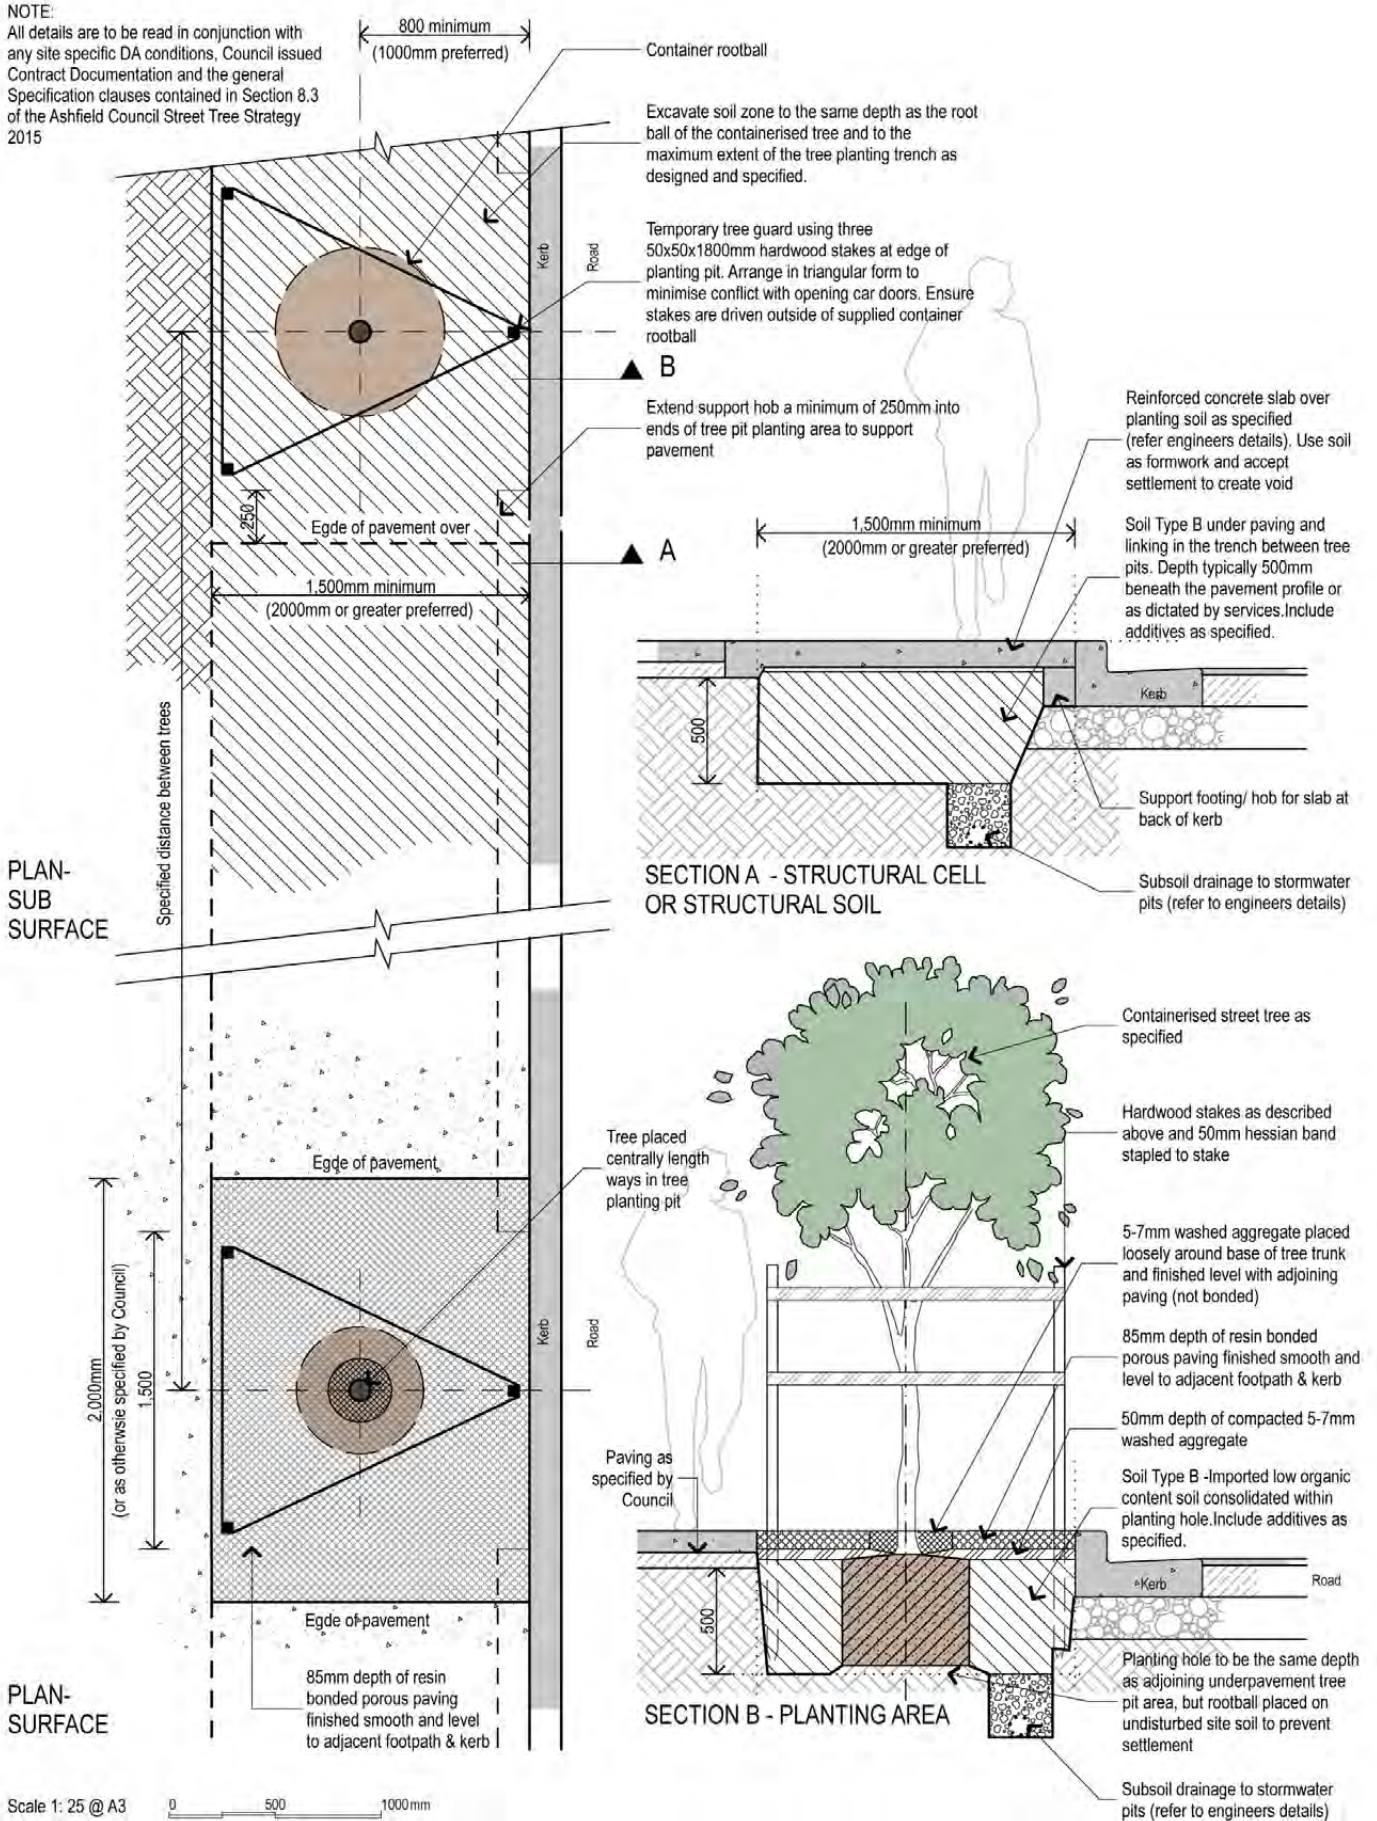 NOTE:
All details are to be read in conjunction with
any site specific DA conditions, Council issued
Contract Documentation and the general
Specification clauses contained in Section 8.3
of the Ashfield Council Street Tree Strategy
2015
800 minimum
(1000mm preferred)
Container rootball
Excavate soil zone to the same depth as the root
ball of the containerised tree and to the
maximum extent of the tree planting trench as
designed and specified.
Temporary tree guard using three
50x50x1800mm hardwood stakes at edge of
planting pit. Arrange in triangular form to
minimise conflict with opening car doors. Ensure
stakes are driven outside of supplied container
rootball
Kerb
Road
B
Extend support hob a minimum of 250mm into
ends of tree pit planting area to support
pavement
250
Egde of pavement over
A
1,500mm minimum
(2000mm or greater preferred)
Specified distance between trees
PLAN-
SUB
SURFACE
Reinforced concrete slab over
planting soil as specified
(refer engineers details). Use soil
as formwork and accept
settlement to create void
1,500mm minimum
(2000mm or greater preferred)
Soil Type B under paving and
linking in the trench between tree
pits. Depth typically 500mm
beneath the pavement profile or
as dictated by services.Include
additives as specified.
Kerb
500
Support footing/ hob for slab at
back of kerb
Subsoil drainage to stormwater
pits (refer to engineers details)
SECTION A - STRUCTURAL CELL
OR STRUCTURAL SOIL
Egde of pavement
Tree placed
centrally length
ways in tree
planting pit
2,000mm
(or as otherwsie specified by Council)
1,500
Kerb
Road
Egde of pavement
85mm depth of resin
bonded porous paving
finished smooth and level
to adjacent footpath & kerb
PLAN-
SURFACE
Containerised street tree as
specified
Hardwood stakes as described
above and 50mm hessian band
stapled to stake
5-7mm washed aggregate placed
loosely around base of tree trunk
and finished level with adjoining
paving (not bonded)
85mm depth of resin bonded
porous paving finished smooth and
level to adjacent footpath & kerb
50mm depth of compacted 5-7mm
washed aggregate
Paving as
specified by
Council
Soil Type B -Imported low organic
content soil consolidated within
planting hole.Include additives as
specified.
Kerb
Road
500
Planting hole to be the same depth
as adjoining underpavement tree
pit area, but rootball placed on
undisturbed site soil to prevent
settlement
SECTION B - PLANTING AREA
Subsoil drainage to stormwater
pits (refer to engineers details)
Scale 1: 25 @ A3
0 500 1000mm